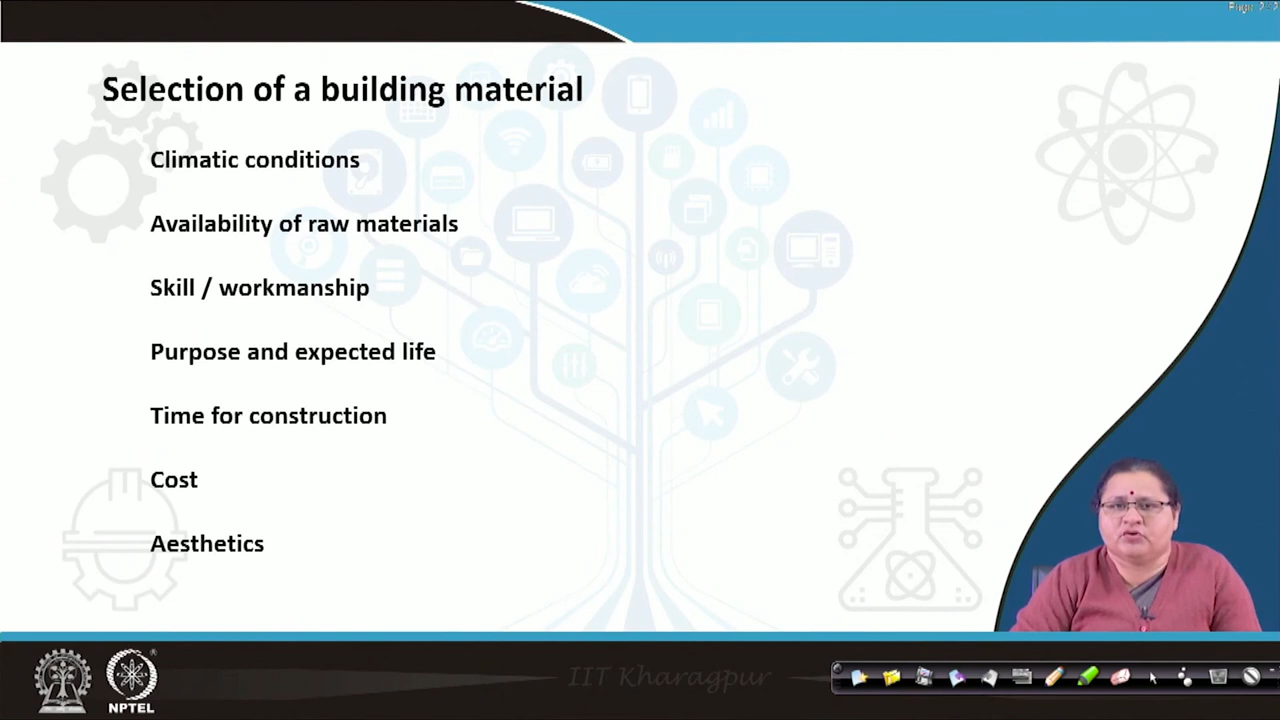 Selection of a building material
Climatic conditions
Availability of raw materials
Skill / workmanship
Purpose and expected life
Time for construction
Cost
Aesthetics
NPTEL
IIT Kharagpur